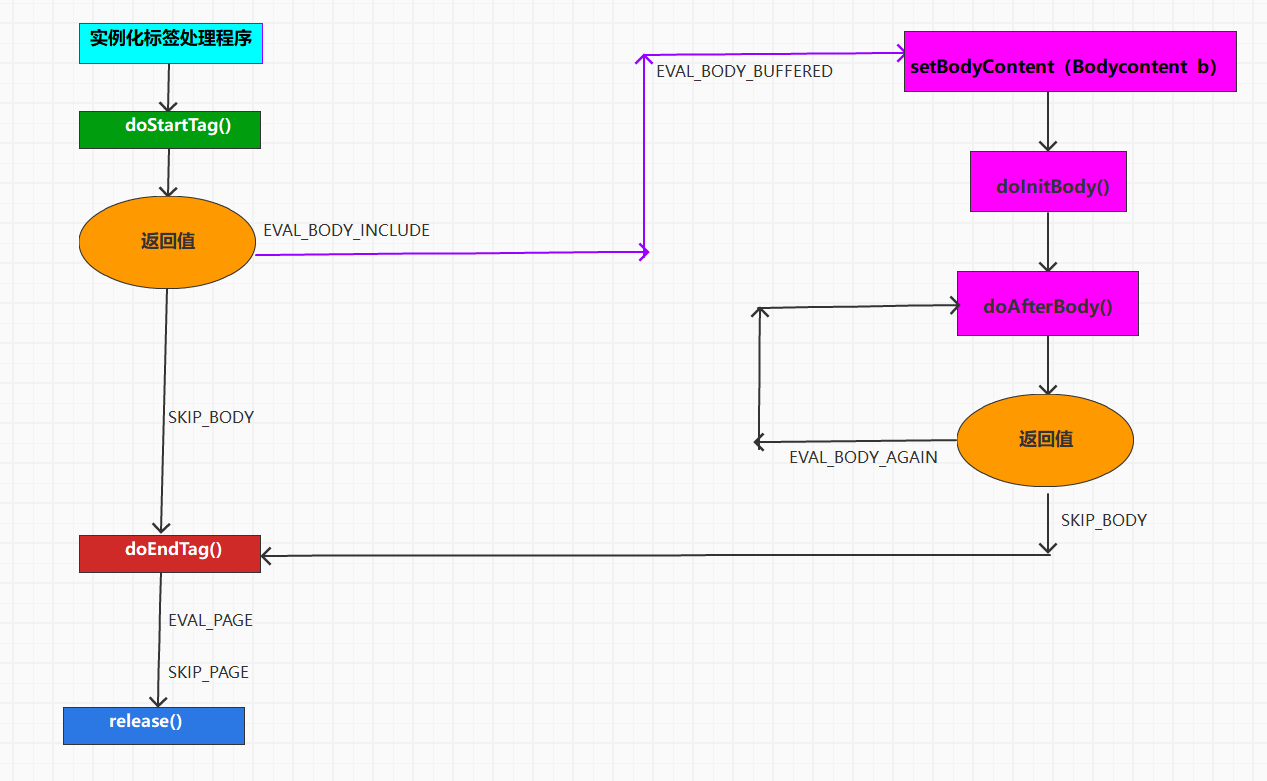 实例化标签处理程序
doStartTag()
返回值
EVAL_BODY_INCLUDE
EVAL_BODY_BUFFERED
setBodyContent（Bodycontent b）
doInitBody()
doAfterBody()
返回值
EVAL_BODY_AGAIN
SKIP_BODY
SKIP_BODY
doEndTag()
EVAL_PAGE
SKIP_PAGE
release()